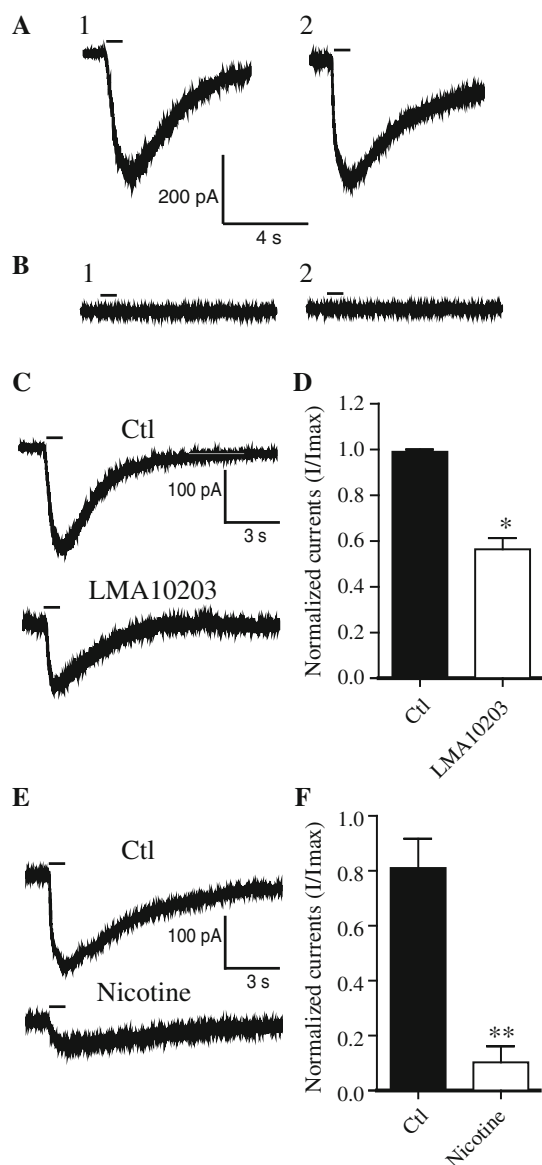 A
1
2
200 pA
4 s
B
1
2
C
Ctl
100 pA
3 s
LMA10203
D
Normalized currents (I/Imax)
1.2
1.0
0.8
0.6
0.4
0.2
0.0
*
Ctl
LMA10203
E
Ctl
100 pA
3 s
Nicotine
F
Normalized currents (I/Imax)
1.0
0.8
0.6
0.4
0.2
0.0
**
Ctl
Nicotine